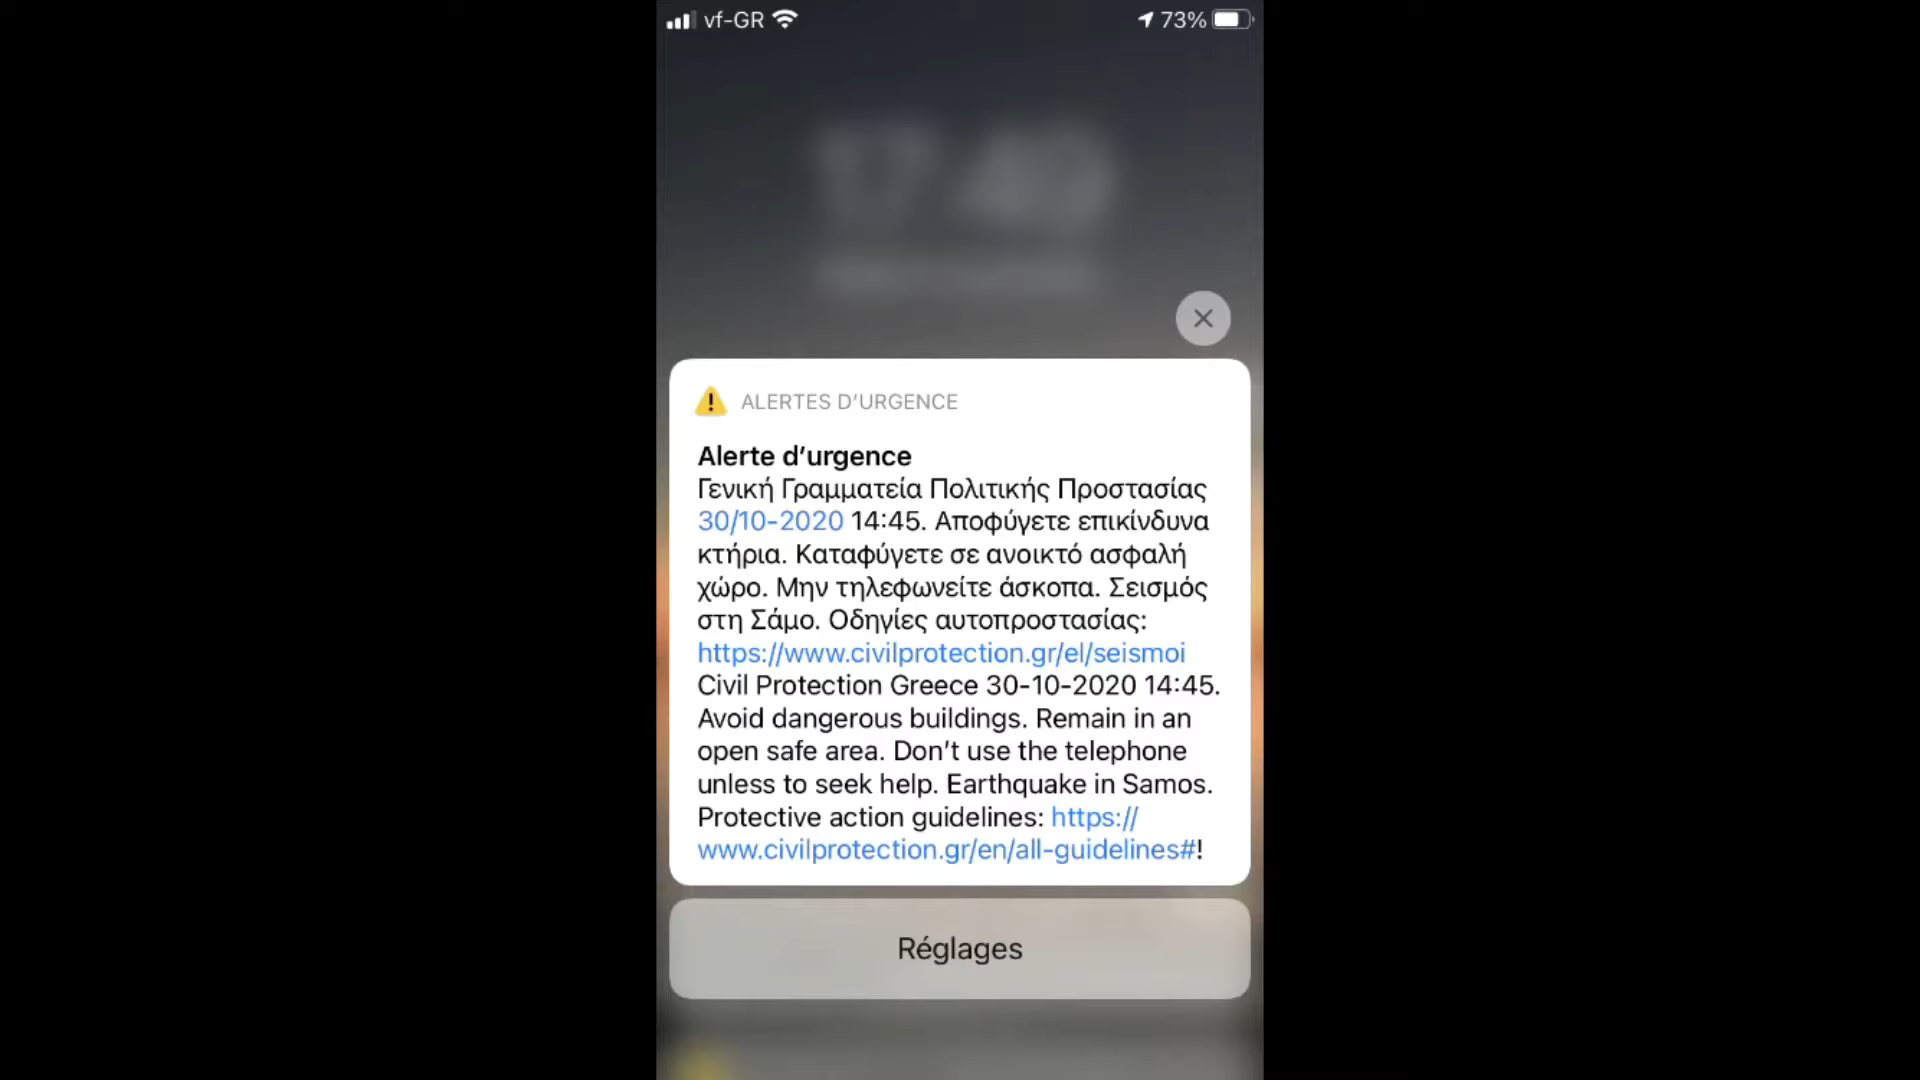 vf-GR
73%
17:49
ALERTES D'URGENCE
Alerte d'urgence
Γενική Γραμματεία Πολιτικής Προστασίας
30/10-2020 14:45. Αποφύγετε επικίνδυνα
κτήρια. Καταφύγετε σε ανοικτό ασφαλή
χώρο. Μην τηλεφωνείτε άσκοπα. Σεισμός
στη Σάμο. Οδηγίες αυτοπροστασίας:
https://www.civilprotection.gr/el/seismoi
Civil Protection Greece 30-10-2020 14:45.
Avoid dangerous buildings. Remain in an
open safe area. Don't use the telephone
unless to seek help. Earthquake in Samos.
Protective action guidelines: https://
www.civilprotection.gr/en/all-guidelines#!
Réglages